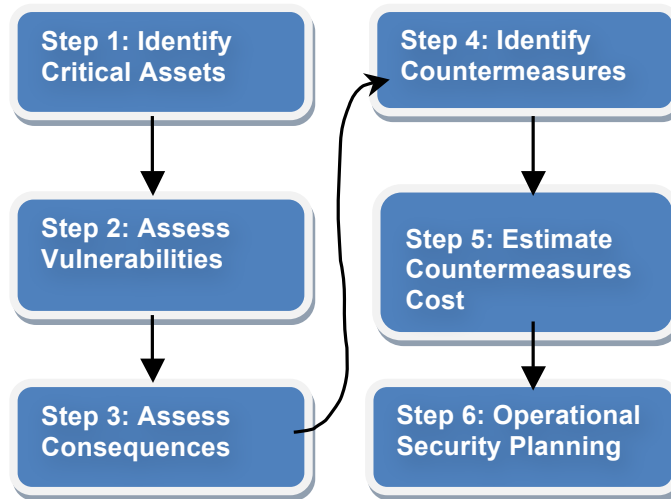 Step 1: Identify
Critical Assets
Step 2: Assess
Vulnerabilities
Step 3: Assess
Consequences
Step 4: Identify
Countermeasures
Step 5: Estimate
Countermeasures
Cost
Step 6: Operational
Security Planning